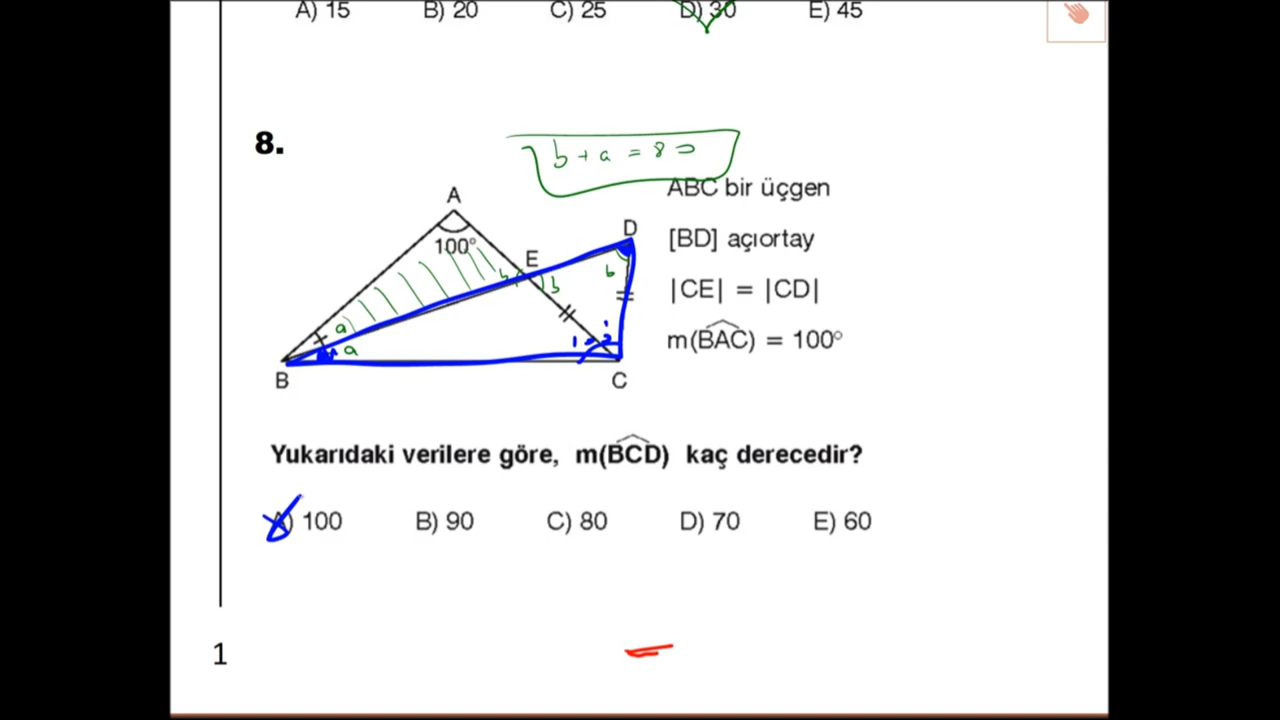 A) 15 B) 20 C) 25 D) 30 E) 45
8.
b + a = 80
ABC bir üçgen
A
D
[BD] açıortay
100°
E
b
b
b
|CE| = |CD|
a
a
m(BAC) = 100°
B
C
Yukarıdaki verilere göre, m(BCD) kaç derecedir?
A) 100 B) 90 C) 80 D) 70 E) 60
1